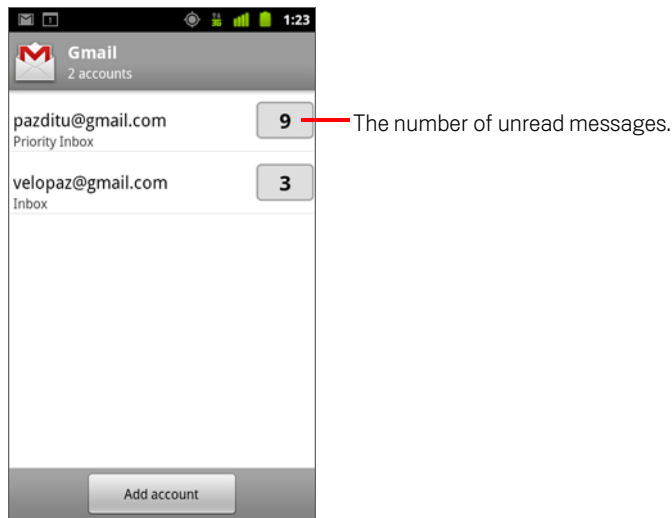 1:23
Gmail
2 accounts
pazditu@gmail.com
9
The number of unread messages.
Priority Inbox
velopaz@gmail.com
3
Inbox
Add account